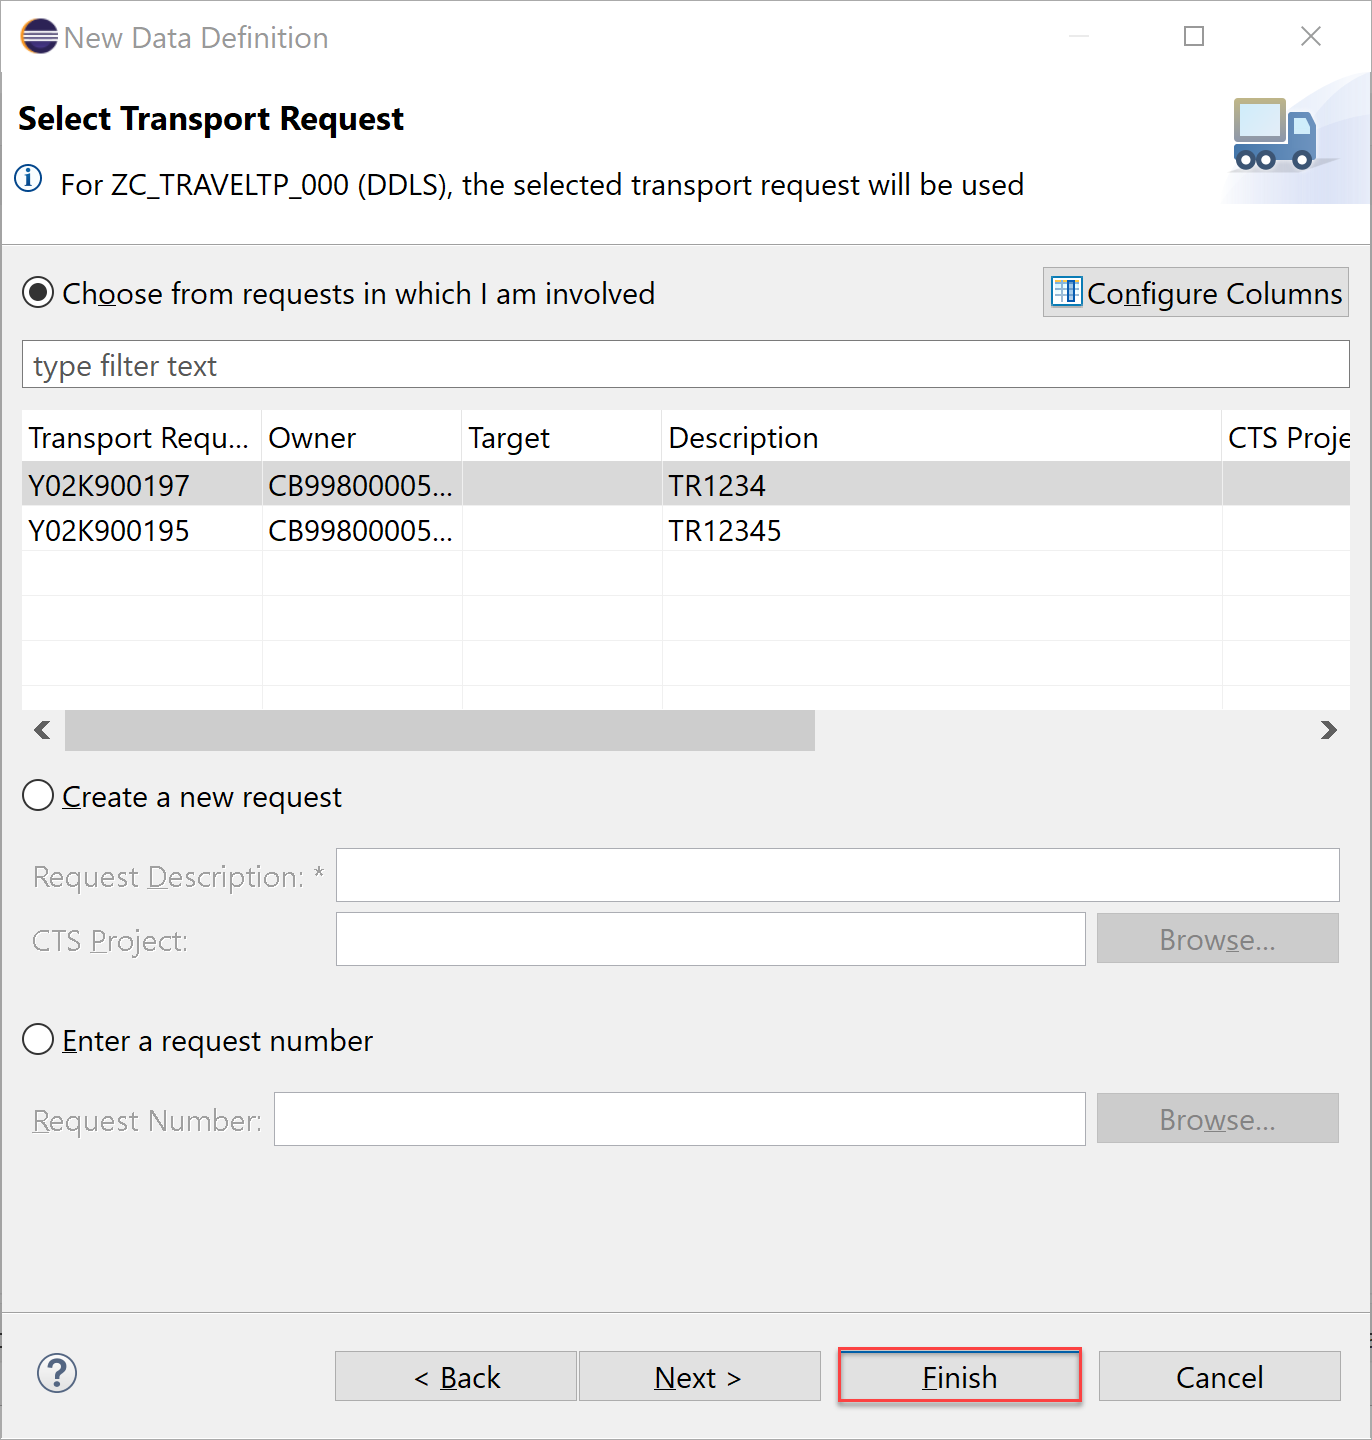 New Data Definition
Select Transport Request
For ZC_TRAVELTP_000 (DDLS), the selected transport request will be used
Choose from requests in which I am involved
Configure Columns
type filter text
Transport Requ... Owner Target Description CTS Proje
Y02K900197 CB99800005... TR1234
Y02K900195 CB99800005... TR12345
Create a new request
Request Description: *
CTS Project: Browse...
Enter a request number
Request Number: Browse...
? < Back Next > Finish Cancel